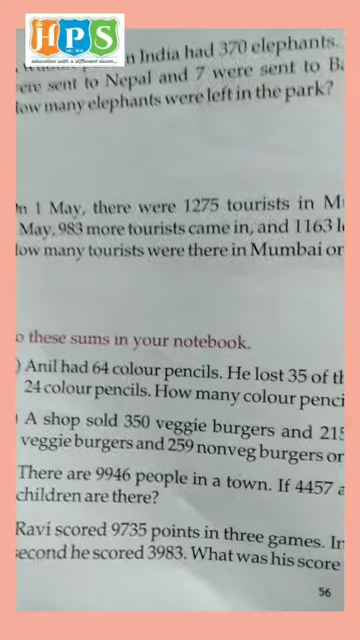 HPS
education with a different vision...
n India had 370 elephants.
ere sent to Nepal and 7 were sent to B
ow many elephants were left in the park?
n 1 May, there were 1275 tourists in M
May, 983 more tourists came in, and 1163 l
ow many tourists were there in Mumbai or
o these sums in your notebook.
) Anil had 64 colour pencils. He lost 35 of th
24 colour pencils. How many colour penci
) A shop sold 350 veggie burgers and 215
veggie burgers and 259 nonveg burgers or
There are 9946 people in a town. If 4457 a
children are there?
Ravi scored 9735 points in three games. In
second he scored 3983. What was his score
56